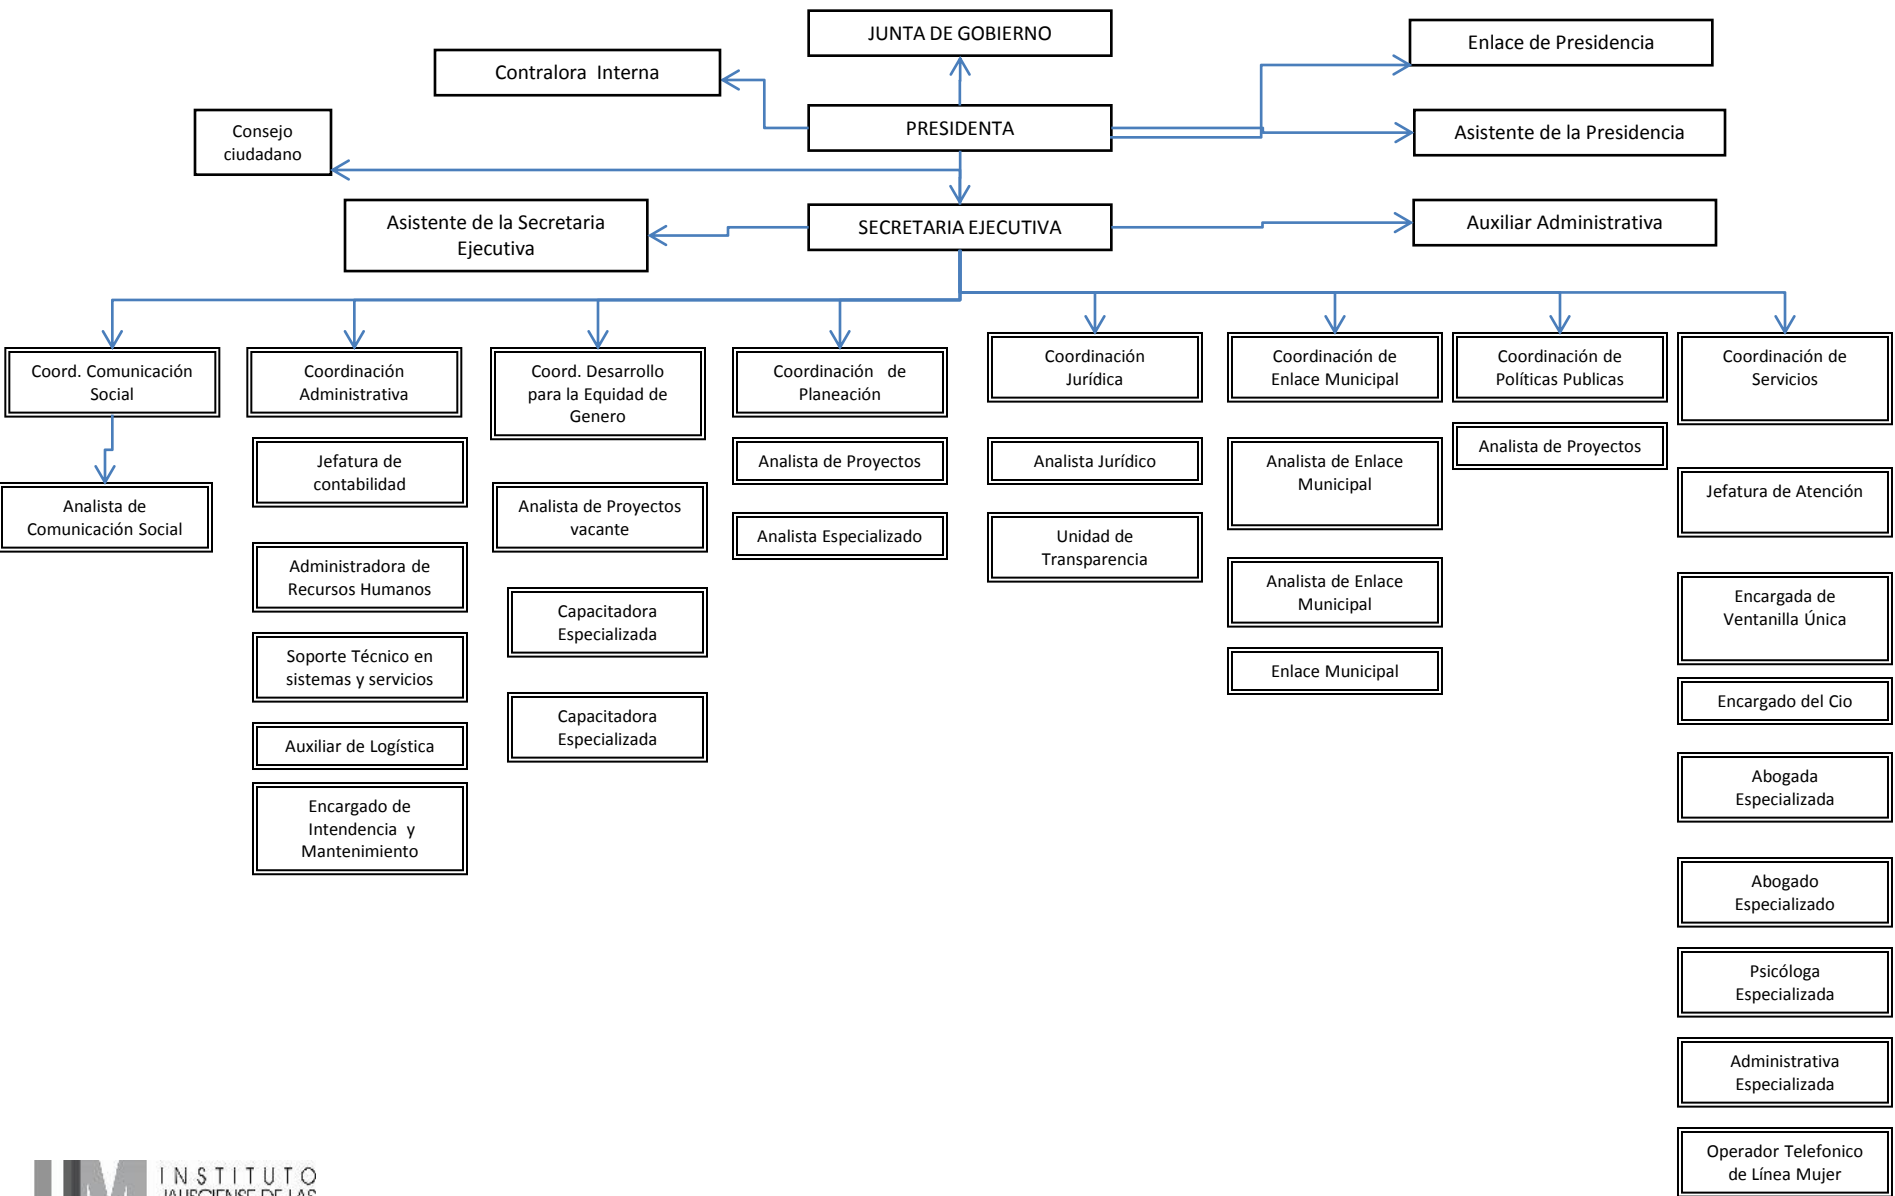 JUNTA DE GOBIERNO
Enlace de Presidencia
Contralora Interna
PRESIDENTA
Asistente de la Presidencia
Consejo
ciudadano
Asistente de la Secretaria
Ejecutiva
SECRETARIA EJECUTIVA
Auxiliar Administrativa
Coord. Comunicación
Social
Analista de
Comunicación Social
Coordinación
Administrativa
Jefatura de
contabilidad
Administradora de
Recursos Humanos
Soporte Técnico en
sistemas y servicios
Auxiliar de Logística
Encargado de
Intendencia y
Mantenimiento
Coord. Desarrollo
para la Equidad de
Genero
Analista de Proyectos
vacante
Capacitadora
Especializada
Capacitadora
Especializada
Coordinación de
Planeación
Analista de Proyectos
Analista Especializado
Coordinación
Jurídica
Analista Jurídico
Unidad de
Transparencia
Coordinación de
Enlace Municipal
Analista de Enlace
Municipal
Analista de Enlace
Municipal
Enlace Municipal
Coordinación de
Políticas Publicas
Analista de Proyectos
Coordinación de
Servicios
Jefatura de Atención
Encargada de
Ventanilla Única
Encargado del Cio
Abogada
Especializada
Abogado
Especializado
Psicóloga
Especializada
Administrativa
Especializada
Operador Telefonico
de Línea Mujer
INSTITUTO
JALISCIENSE DE LAS